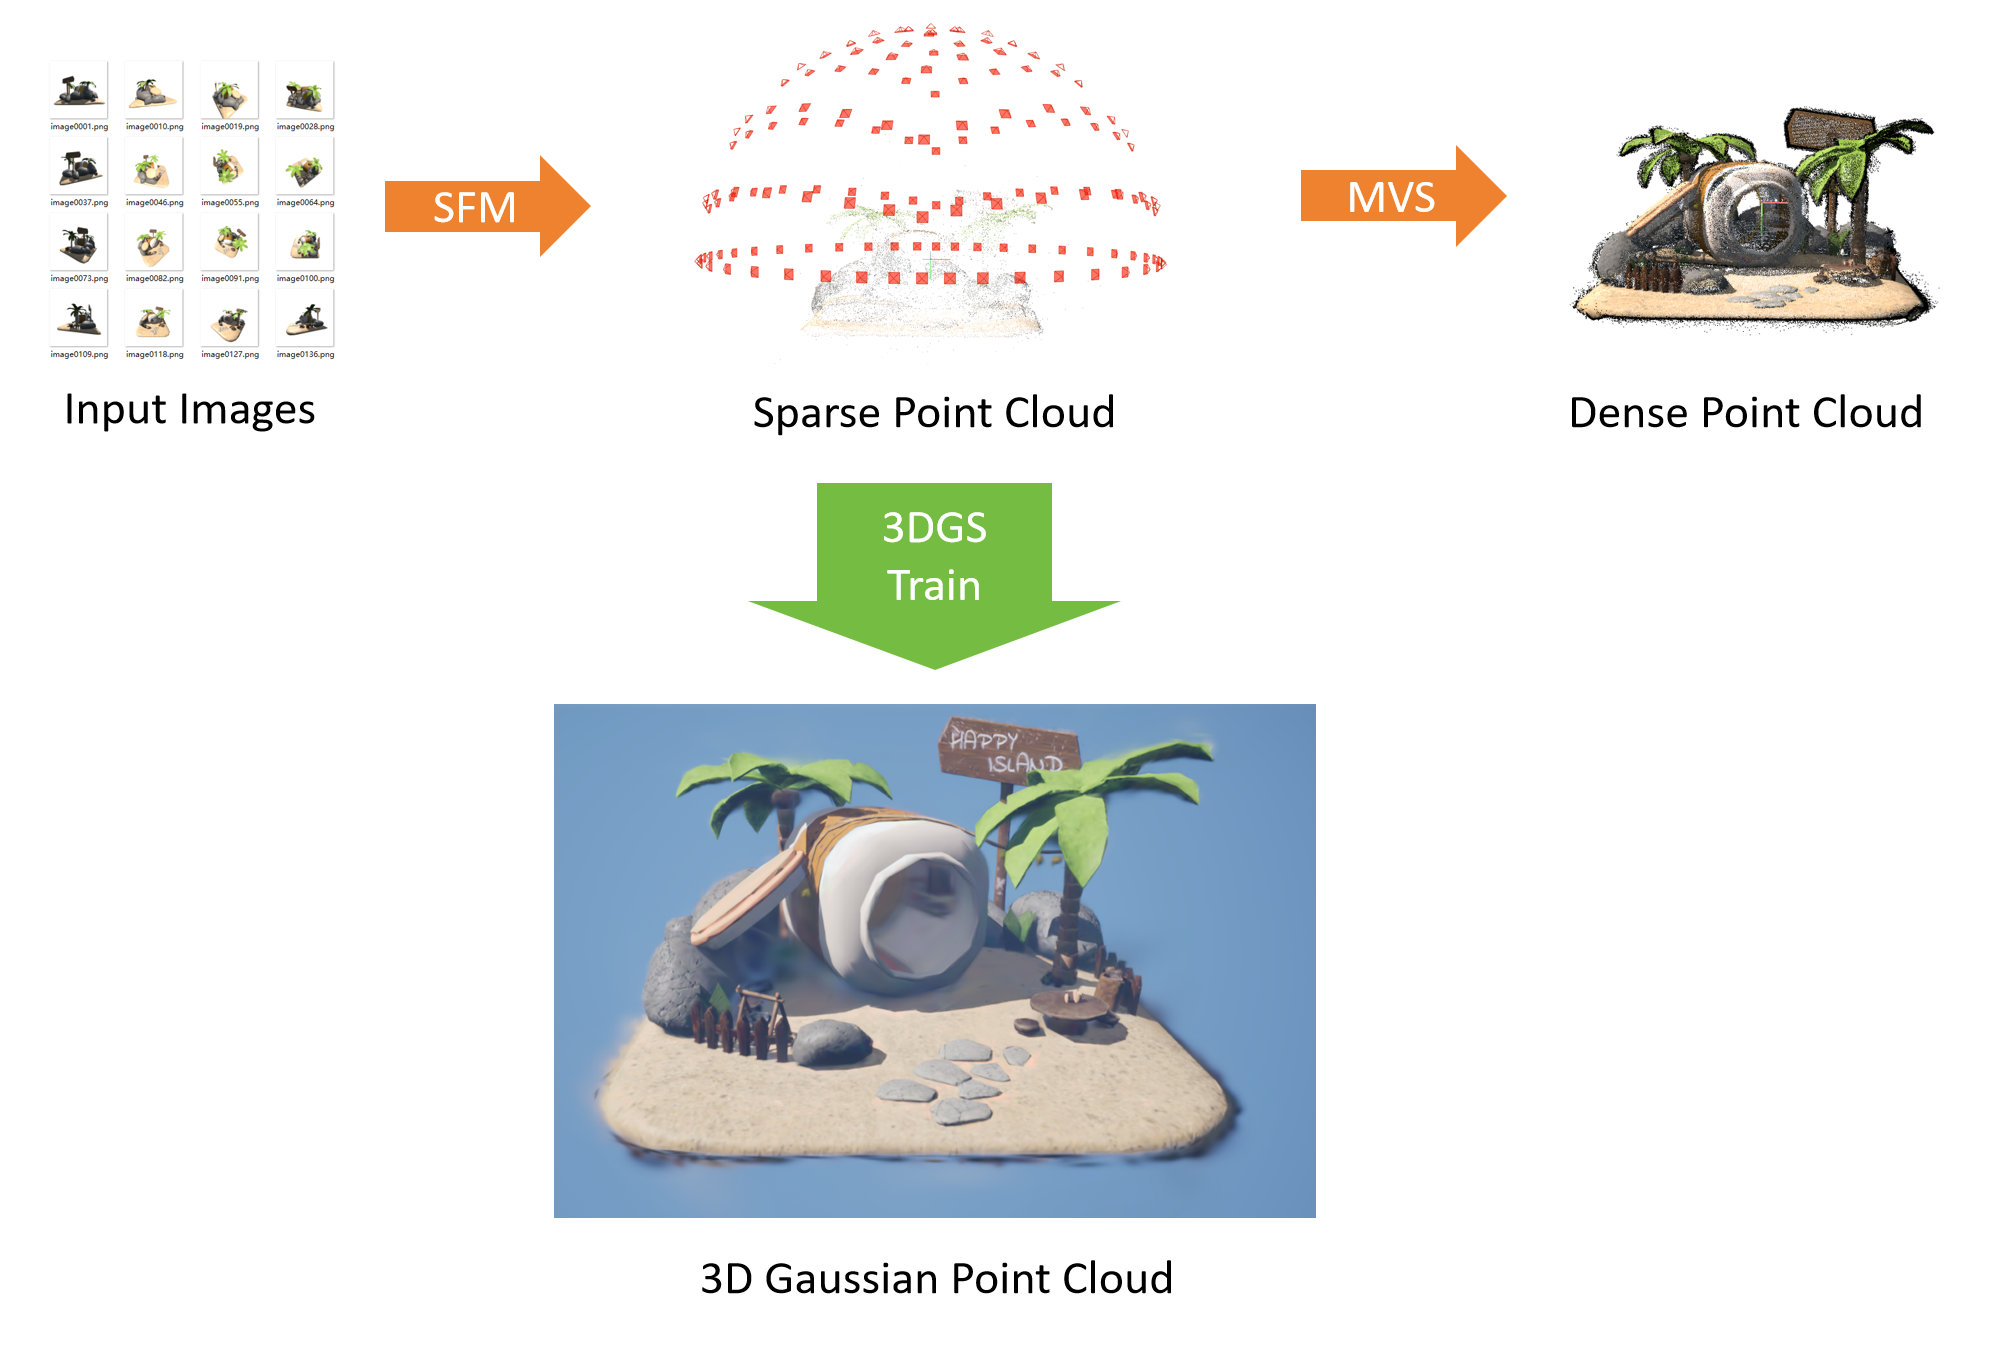 image0001.png
image0010.png
image0019.png
image0028.png
image0037.png
image0046.png
image0055.png
image0064.png
image0073.png
image0082.png
image0091.png
image0100.png
image0109.png
image0118.png
image0127.png
image0136.png
Input Images
SFM
Sparse Point Cloud
MVS
Dense Point Cloud
3DGS
Train
HAPPY
ISLAND
3D Gaussian Point Cloud